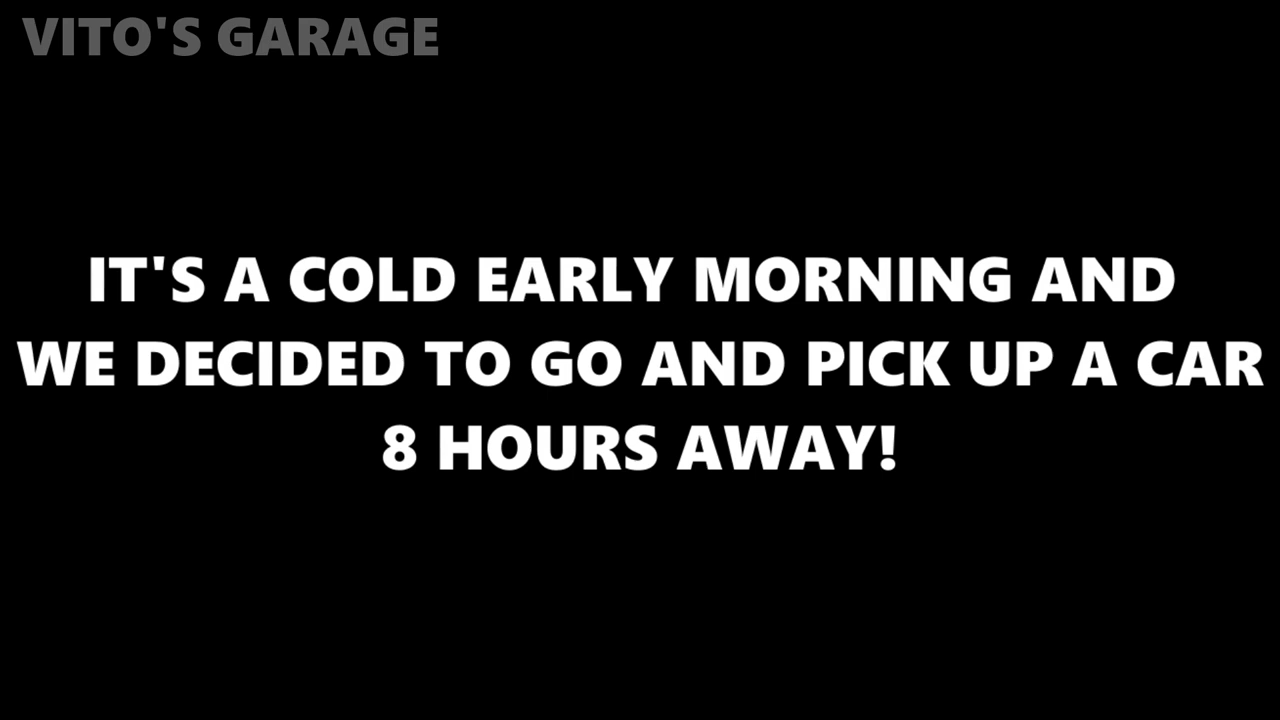 VITO'S GARAGE
IT'S A COLD EARLY MORNING AND
WE DECIDED TO GO AND PICK UP A CAR
8 HOURS AWAY!